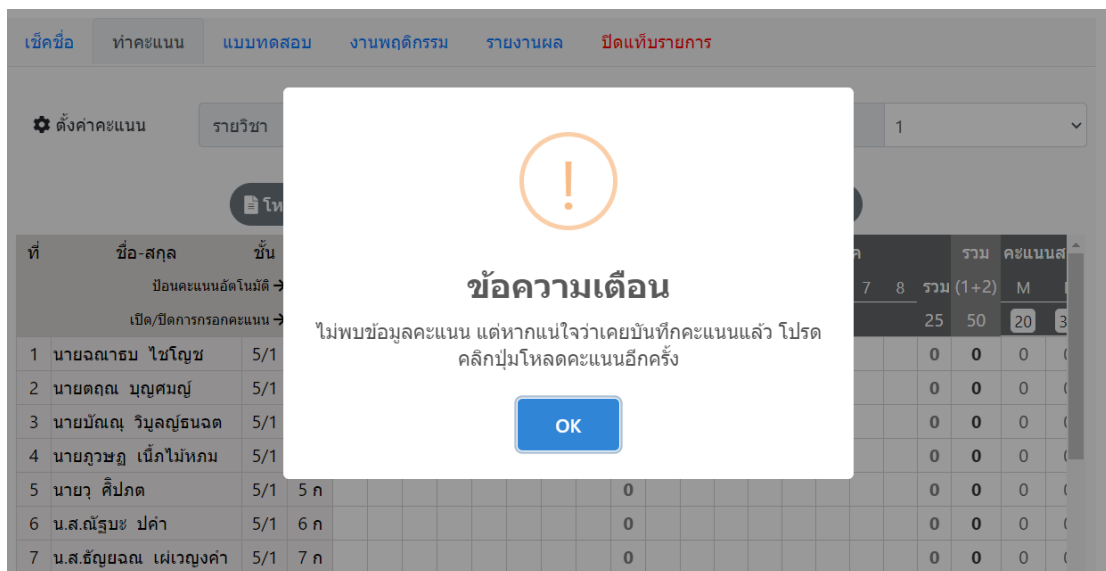 เช็คชื่อ ทำคะแนน แบบทดสอบ งานพฤติกรรม รายงานผล ปิดแท็บรายการ
ตั้งค่าคะแนน รายวิชา 1
ข้อความเตือน
ไม่พบข้อมูลคะแนน แต่หากแน่ใจว่าเคยบันทึกคะแนนแล้ว โปรด
คลิกปุ่มโหลดคะแนนอีกครั้ง
OK
ที่ ชื่อ-สกุล ชั้น รวม คะแนนส
ป้อนคะแนนอัตโนมัติ → 7 8 รวม (1+2) M
เปิด/ปิดการกรอกคะแนน → 25 50 20 3
1 นายฉณาธบ ไชโญช 5/1 0 0 0
2 นายตฤณ บุญศมญ์ 5/1 0 0 0
3 นายบัณณุ วิบูลญ์ธนฉต 5/1 0 0 0
4 นายภูวษฏ เนื้ภไม้หภม 5/1 0 0 0
5 นายวุ ศิ็ปภต 5/1 5 ก 0 0 0 0
6 น.ส.ณัฐบะ ปคำ 5/1 6 ก 0 0 0 0
7 น.ส.ธัญยฉณ เผ่เวญงคำ 5/1 7 ก 0 0 0 0